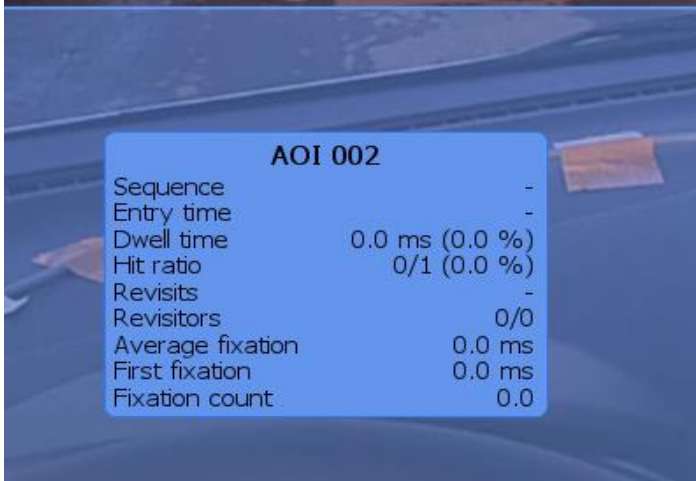 AOI 002
Sequence -
Entry time -
Dwell time 0.0 ms (0.0 %)
Hit ratio 0/1 (0.0 %)
Revisits -
Revisitors 0/0
Average fixation 0.0 ms
First fixation 0.0 ms
Fixation count 0.0